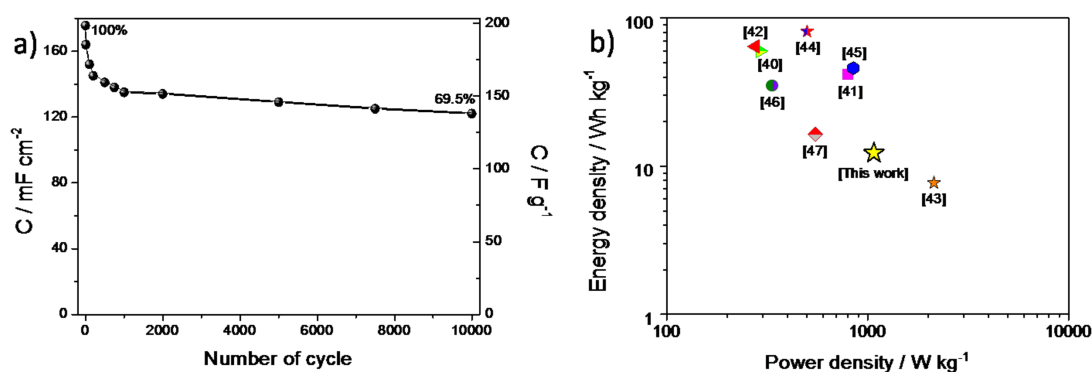 a)
100%
69.5%
C / mF cm-2
160
120
80
40
0
C / F g-1
200
150
100
50
0
0 2000 4000 6000 8000 10000
Number of cycle
b)
Energy density / Wh kg-1
100
10
1
[42]
[40]
[44]
[45]
[41]
[46]
[47]
[This work]
[43]
100 1000 10000
Power density / W kg-1